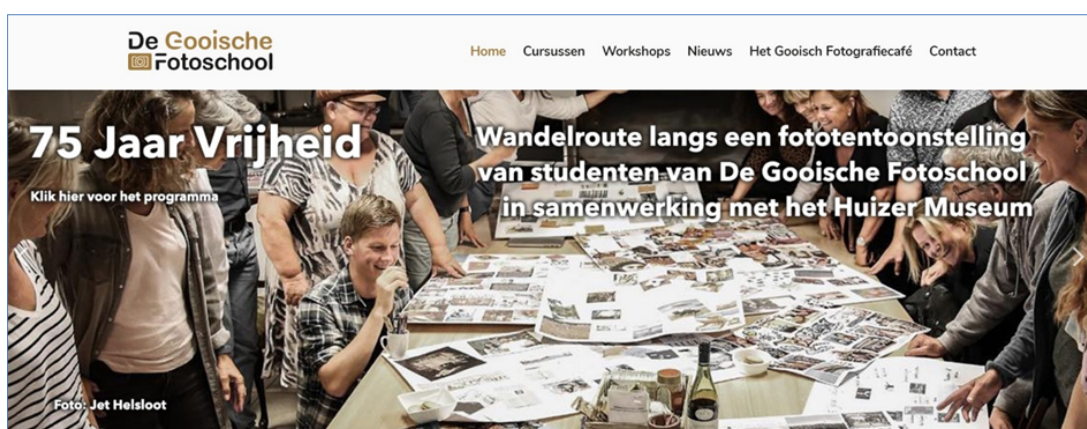 De Gooische
Fotoschool
Home Cursussen Workshops Nieuws Het Gooisch Fotografiecafé Contact
75 Jaar Vrijheid
Klik hier voor het programma
Wandelroute langs een fototentoonstelling
van studenten van De Gooische Fotoschool
in samenwerking met het Huizer Museum
Foto: Jet Helsloot